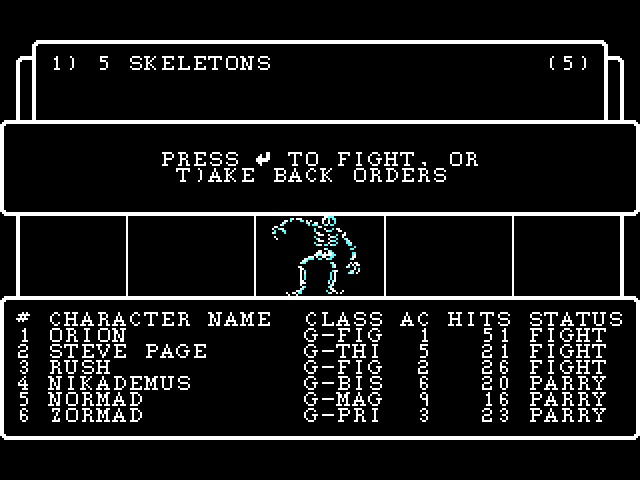 1) 5 SKELETONS (5)
PRESS ↵ TO FIGHT, OR
T)AKE BACK ORDERS
# CHARACTER NAME CLASS AC HITS STATUS
1 ORION G-FIG 1 51 FIGHT
2 STEVE PAGE G-THI 5 21 FIGHT
3 RUSH G-FIG 2 26 FIGHT
4 NIKADEMUS G-BIS 6 20 PARRY
5 NORMAD G-MAG 9 16 PARRY
6 ZORMAD G-PRI 3 23 PARRY